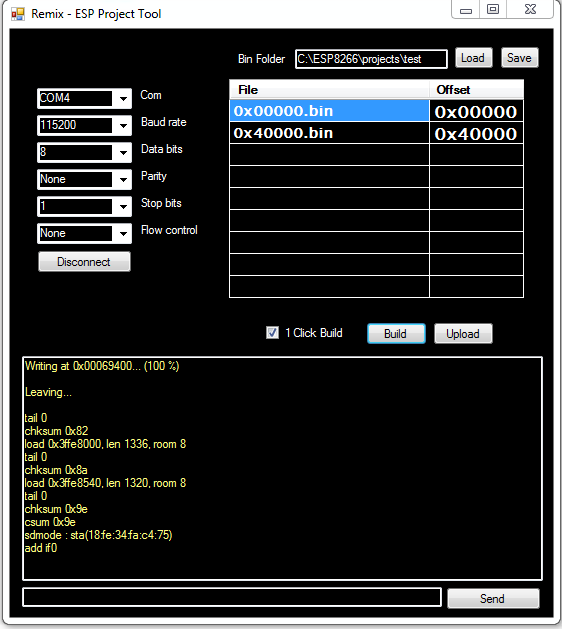 Remix - ESP Project Tool
Bin Folder C:\ESP8266\projects\test Load Save
COM4 Com
115200 Baud rate
8 Data bits
None Parity
1 Stop bits
None Flow control
Disconnect
File Offset
0x00000.bin 0x00000
0x40000.bin 0x40000
1 Click Build Build Upload
Writing at 0x00069400... (100 %)
Leaving...
tail 0
chksum 0x82
load 0x3ffe8000, len 1336, room 8
tail 0
chksum 0x8a
load 0x3ffe8540, len 1320, room 8
tail 0
chksum 0x9e
csum 0x9e
sdmode : sta(18:fe:34:fa:c4:75)
add if0
Send